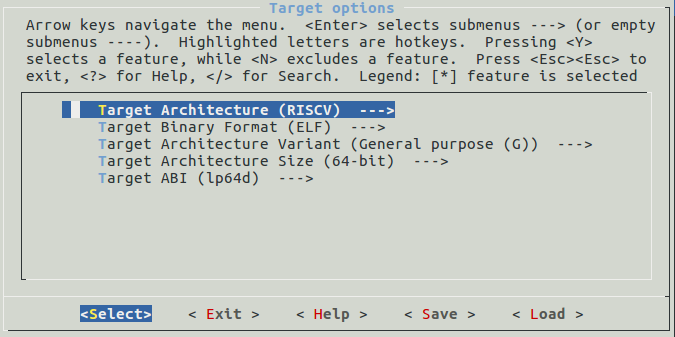 Target options
Arrow keys navigate the menu.  <Enter> selects submenus ---> (or empty
submenus ----).  Highlighted letters are hotkeys.  Pressing <Y>
selects a feature, while <N> excludes a feature.  Press <Esc><Esc> to
exit, <?> for Help, </> for Search.  Legend: [*] feature is selected
Target Architecture (RISCV)  --->
Target Binary Format (ELF)  --->
Target Architecture Variant (General purpose (G))  --->
Target Architecture Size (64-bit)  --->
Target ABI (lp64d)  --->
<Select>    < Exit >    < Help >    < Save >    < Load >